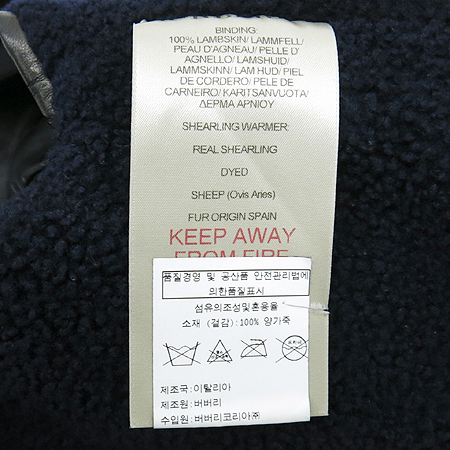 BINDING:
100% LAMBSKIN/ LAMMFELL/
PEAU D'AGNEAU/ PELLE D'
AGNELLO/ LAMSHUID/
LAMMSKINN/ LAM HUD/ PIEL
DE CORDERO/ PELE DE
CARNEIRO/ KARITSANVUOTA/
ΔΕΡΜΑ ΑΡΝΙΟΥ
SHEARLING WARMER:
REAL SHEARLING
DYED
SHEEP (Ovis Aries)
FUR ORIGIN SPAIN
KEEP AWAY
FROM FIRE
품질경영 및 공산품 안전관리법에
의한품질표시
섬유의조성및혼용율
소재 (겉감):100% 양가죽
제조국:이탈리아
제조원:버버리
수입원:버버리코리아㈜